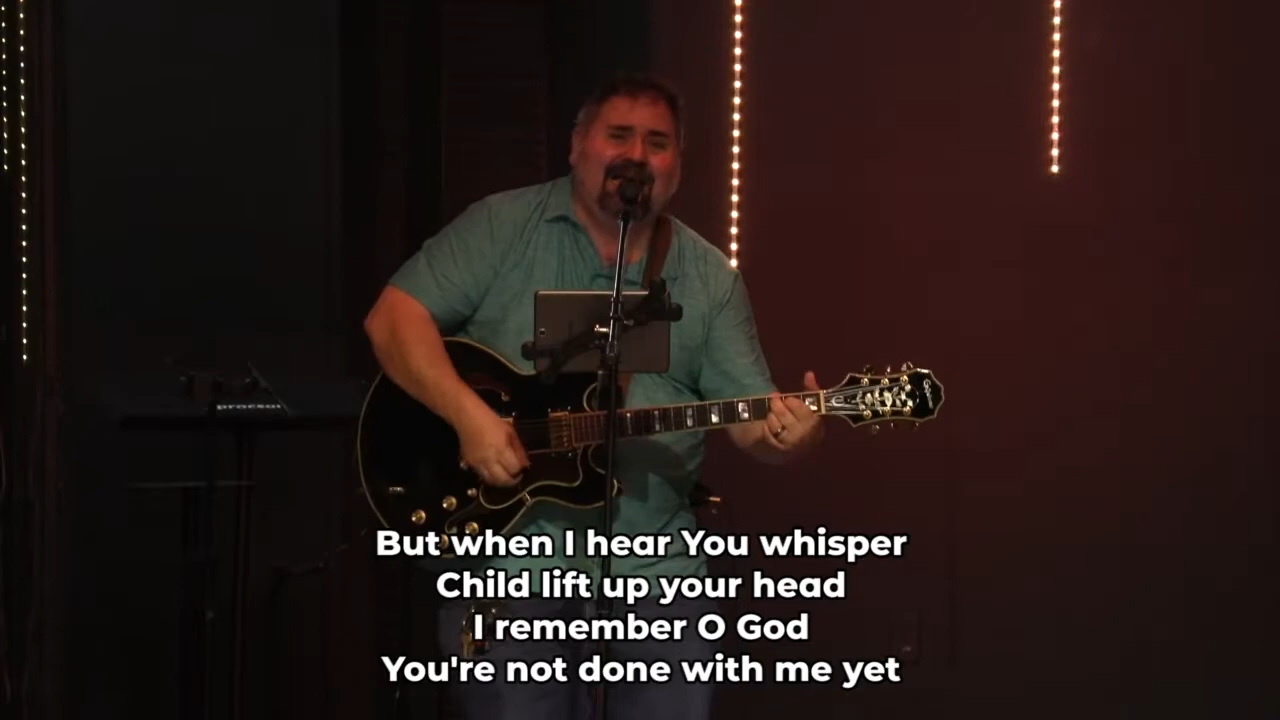 But when I hear You whisper
Child lift up your head
I remember O God
You're not done with me yet